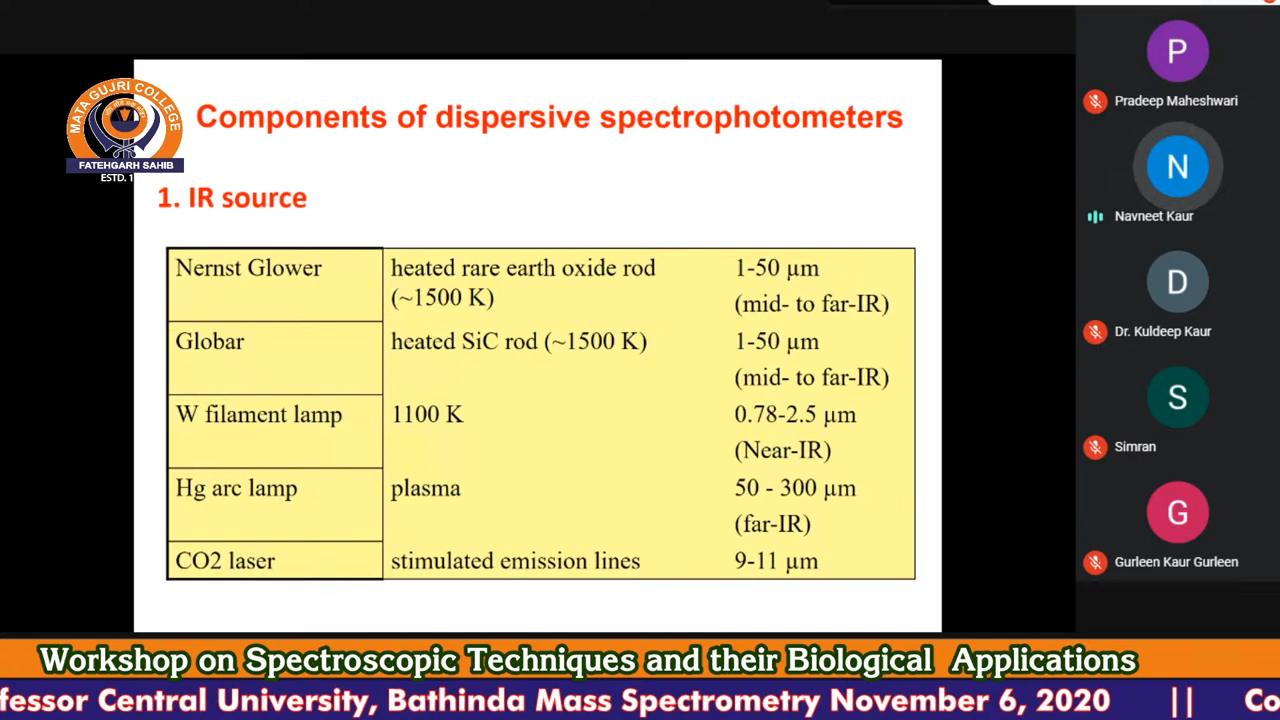 MATA GUJRI COLLEGE
FATEHGARH SAHIB
ESTD. 1
Components of dispersive spectrophotometers
1. IR source
Nernst Glower heated rare earth oxide rod 1-50 µm
(~1500 K) (mid- to far-IR)
Globar heated SiC rod (~1500 K) 1-50 µm
(mid- to far-IR)
W filament lamp 1100 K 0.78-2.5 µm
(Near-IR)
Hg arc lamp plasma 50 - 300 µm
(far-IR)
CO2 laser stimulated emission lines 9-11 µm
P
Pradeep Maheshwari
N
Navneet Kaur
D
Dr. Kuldeep Kaur
S
Simran
G
Gurleen Kaur Gurleen
Workshop on Spectroscopic Techniques and their Biological Applications
fessor Central University, Bathinda Mass Spectrometry November 6, 2020 || Co